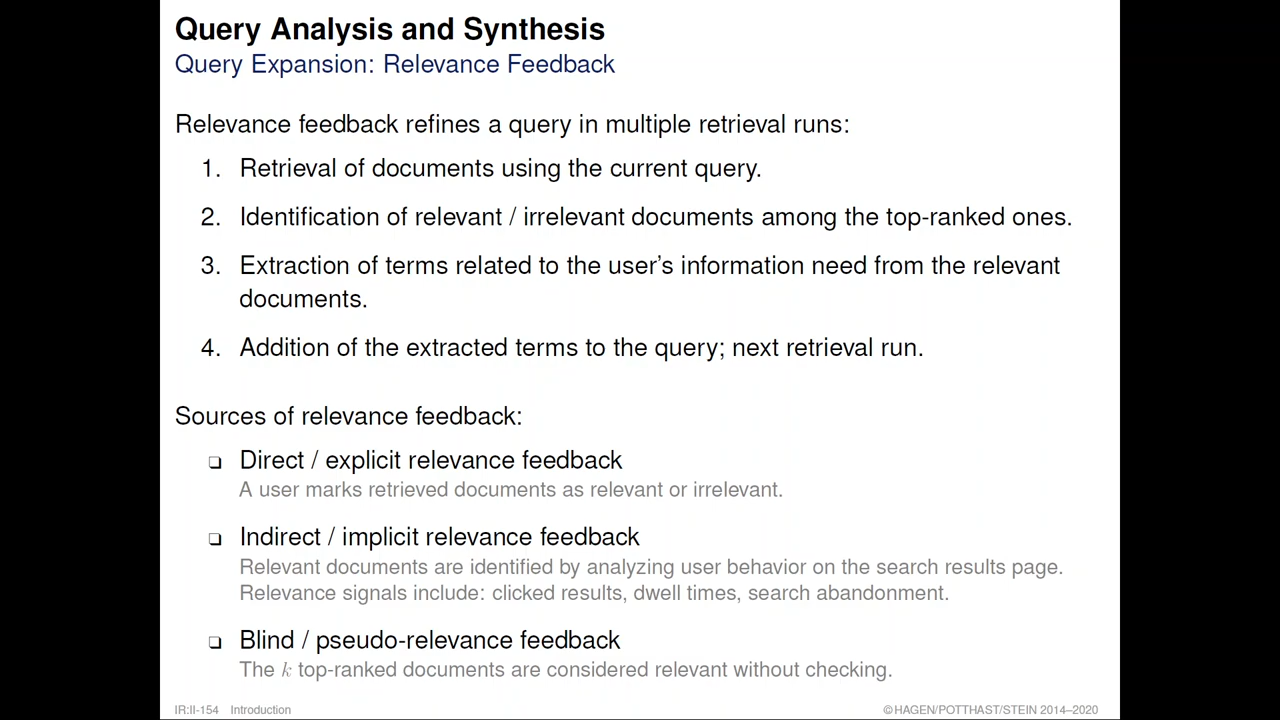 Query Analysis and Synthesis
Query Expansion: Relevance Feedback
Relevance feedback refines a query in multiple retrieval runs:
1. Retrieval of documents using the current query.
2. Identification of relevant / irrelevant documents among the top-ranked ones.
3. Extraction of terms related to the user's information need from the relevant
documents.
4. Addition of the extracted terms to the query; next retrieval run.
Sources of relevance feedback:
❏ Direct / explicit relevance feedback
A user marks retrieved documents as relevant or irrelevant.
❏ Indirect / implicit relevance feedback
Relevant documents are identified by analyzing user behavior on the search results page.
Relevance signals include: clicked results, dwell times, search abandonment.
❏ Blind / pseudo-relevance feedback
The k top-ranked documents are considered relevant without checking.
IR:II-154 Introduction ©HAGEN/POTTHAST/STEIN 2014–2020